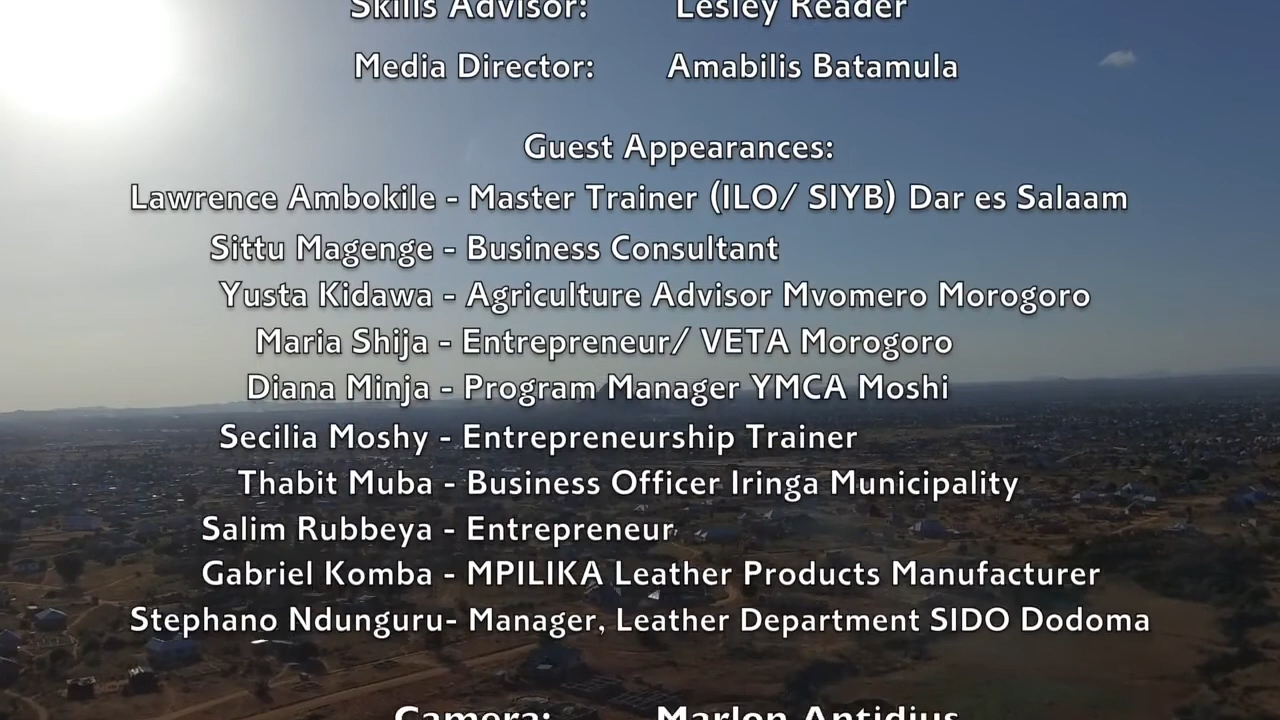 Skills Advisor: Lesley Reader
Media Director: Amabilis Batamula
Guest Appearances:
Lawrence Ambokile - Master Trainer (ILO/ SIYB) Dar es Salaam
Sittu Magenge - Business Consultant
Yusta Kidawa - Agriculture Advisor Mvomero Morogoro
Maria Shija - Entrepreneur/ VETA Morogoro
Diana Minja - Program Manager YMCA Moshi
Secilia Moshy - Entrepreneurship Trainer
Thabit Muba - Business Officer Iringa Municipality
Salim Rubbeya - Entrepreneur
Gabriel Komba - MPILIKA Leather Products Manufacturer
Stephano Ndunguru- Manager, Leather Department SIDO Dodoma
Camera: Marlon Antidius